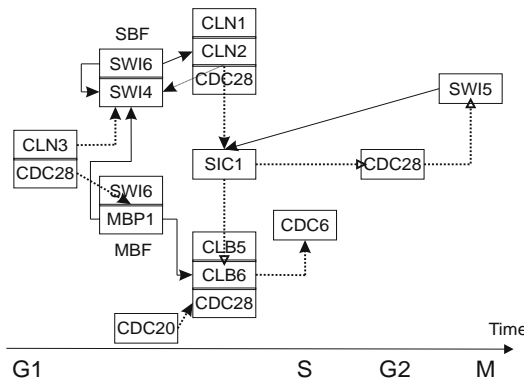 CLN1
SBF
CLN2
SWI6
CDC28
SWI4
SWI5
CLN3
SIC1
CDC28
CDC28
SWI6
MBP1
CDC6
MBF
CLB5
CLB6
CDC28
CDC20
Time
G1
S
G2
M